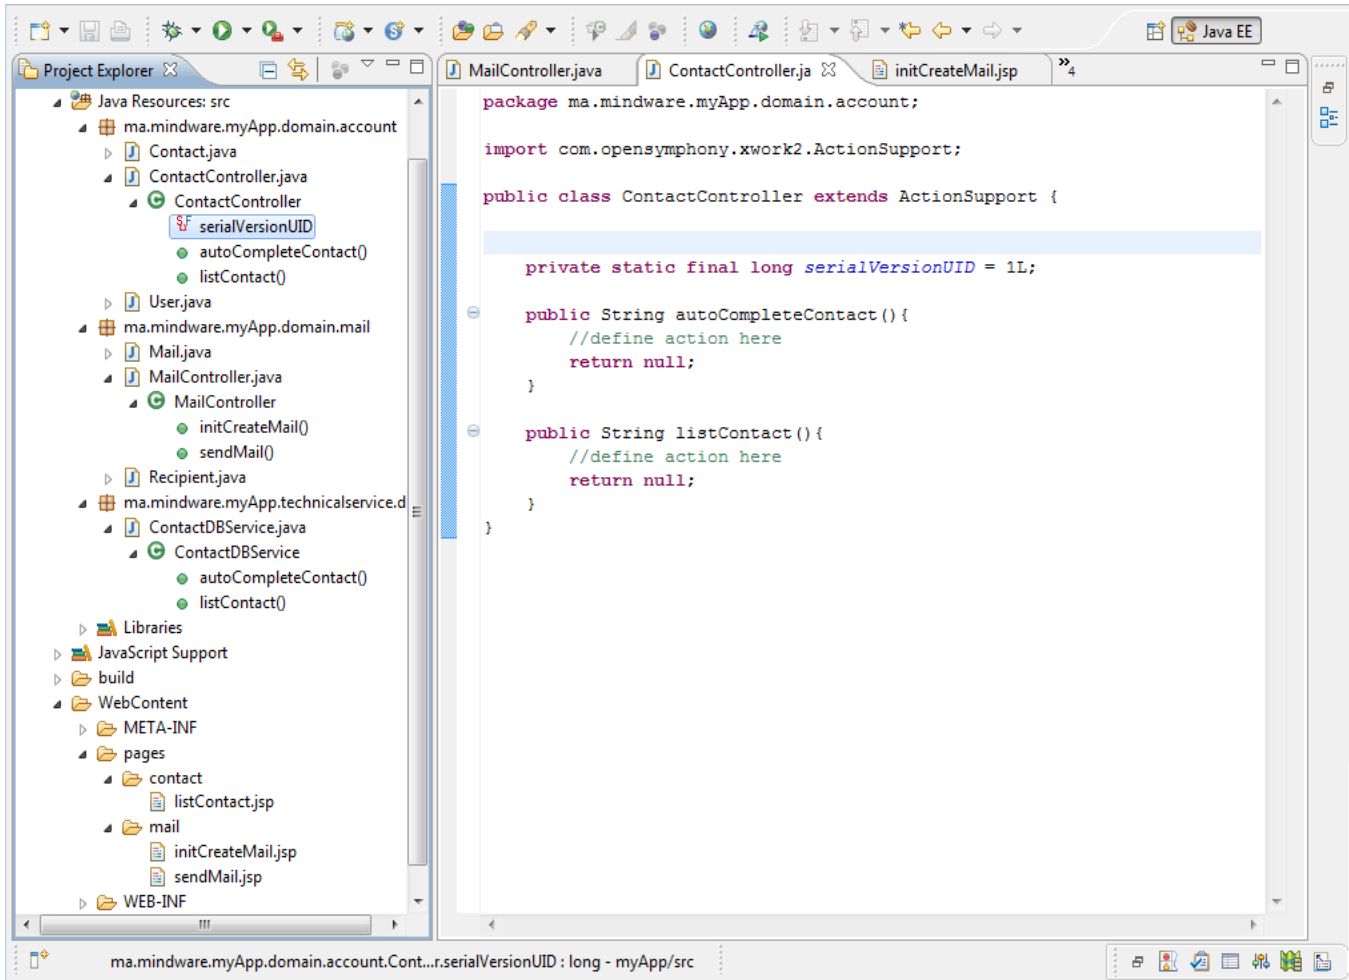 Java EE
Project Explorer
Java Resources: src
ma.mindware.myApp.domain.account
Contact.java
ContactController.java
ContactController
serialVersionUID
autoCompleteContact()
listContact()
User.java
ma.mindware.myApp.domain.mail
Mail.java
MailController.java
MailController
initCreateMail()
sendMail()
Recipient.java
ma.mindware.myApp.technicalservice.d
ContactDBService.java
ContactDBService
autoCompleteContact()
listContact()
Libraries
JavaScript Support
build
WebContent
META-INF
pages
contact
listContact.jsp
mail
initCreateMail.jsp
sendMail.jsp
WEB-INF
MailController.java
ContactController.ja
initCreateMail.jsp
»4
package ma.mindware.myApp.domain.account;
import com.opensymphony.xwork2.ActionSupport;
public class ContactController extends ActionSupport {
private static final long serialVersionUID = 1L;
public String autoCompleteContact(){
//define action here
return null;
}
public String listContact(){
//define action here
return null;
}
}
ma.mindware.myApp.domain.account.Cont...r.serialVersionUID : long - myApp/src